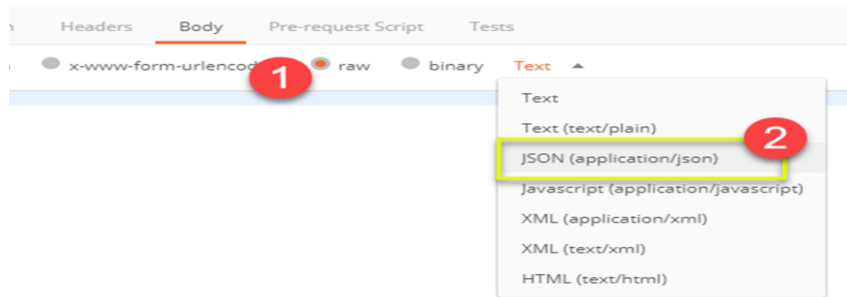 Headers Body Pre-request Script Tests
x-www-form-urlencod 1 raw binary Text
Text
Text (text/plain)
2
JSON (application/json)
Javascript (application/javascript)
XML (application/xml)
XML (text/xml)
HTML (text/html)